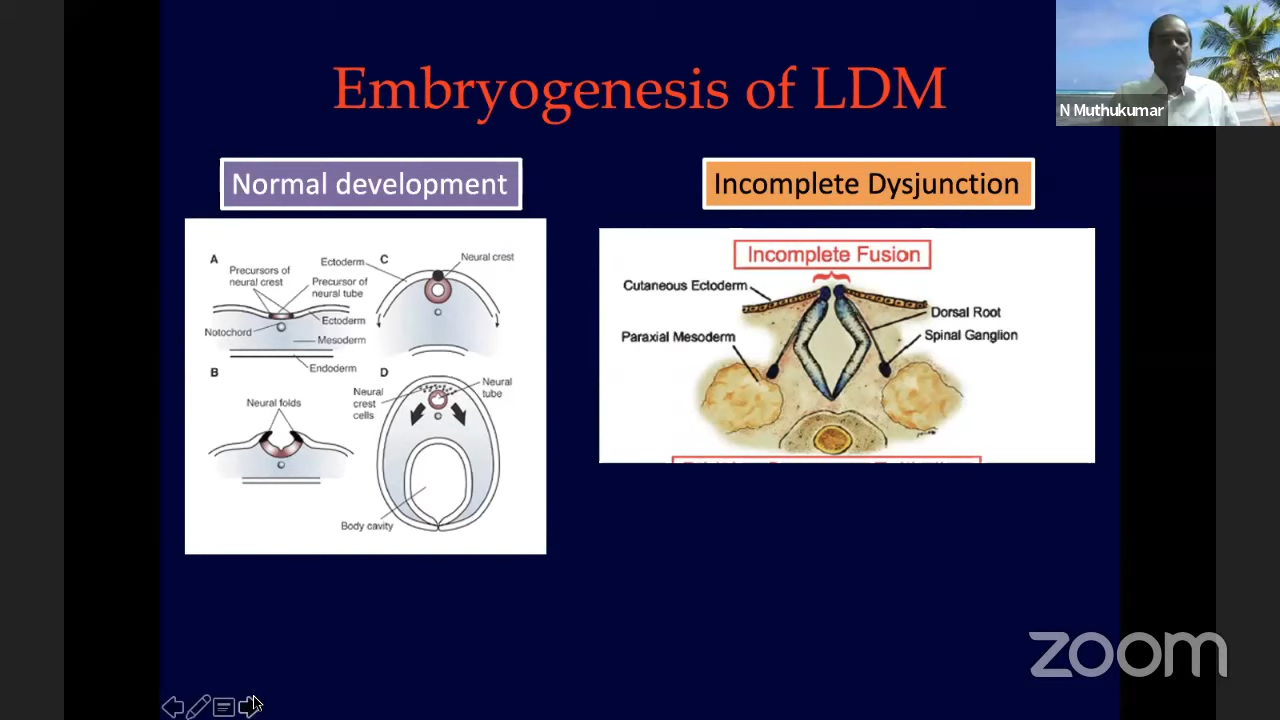 Embryogenesis of LDM
N Muthukumar
Normal development
Incomplete Dysjunction
A
Precursors of
neural crest
Precursor of
neural tube
Ectoderm
Notochord
Mesoderm
Endoderm
C
Ectoderm
Neural crest
B
Neural folds
D
Neural
crest
cells
Neural
tube
Body cavity
Incomplete Fusion
Cutaneous Ectoderm
Dorsal Root
Paraxial Mesoderm
Spinal Ganglion
zoom